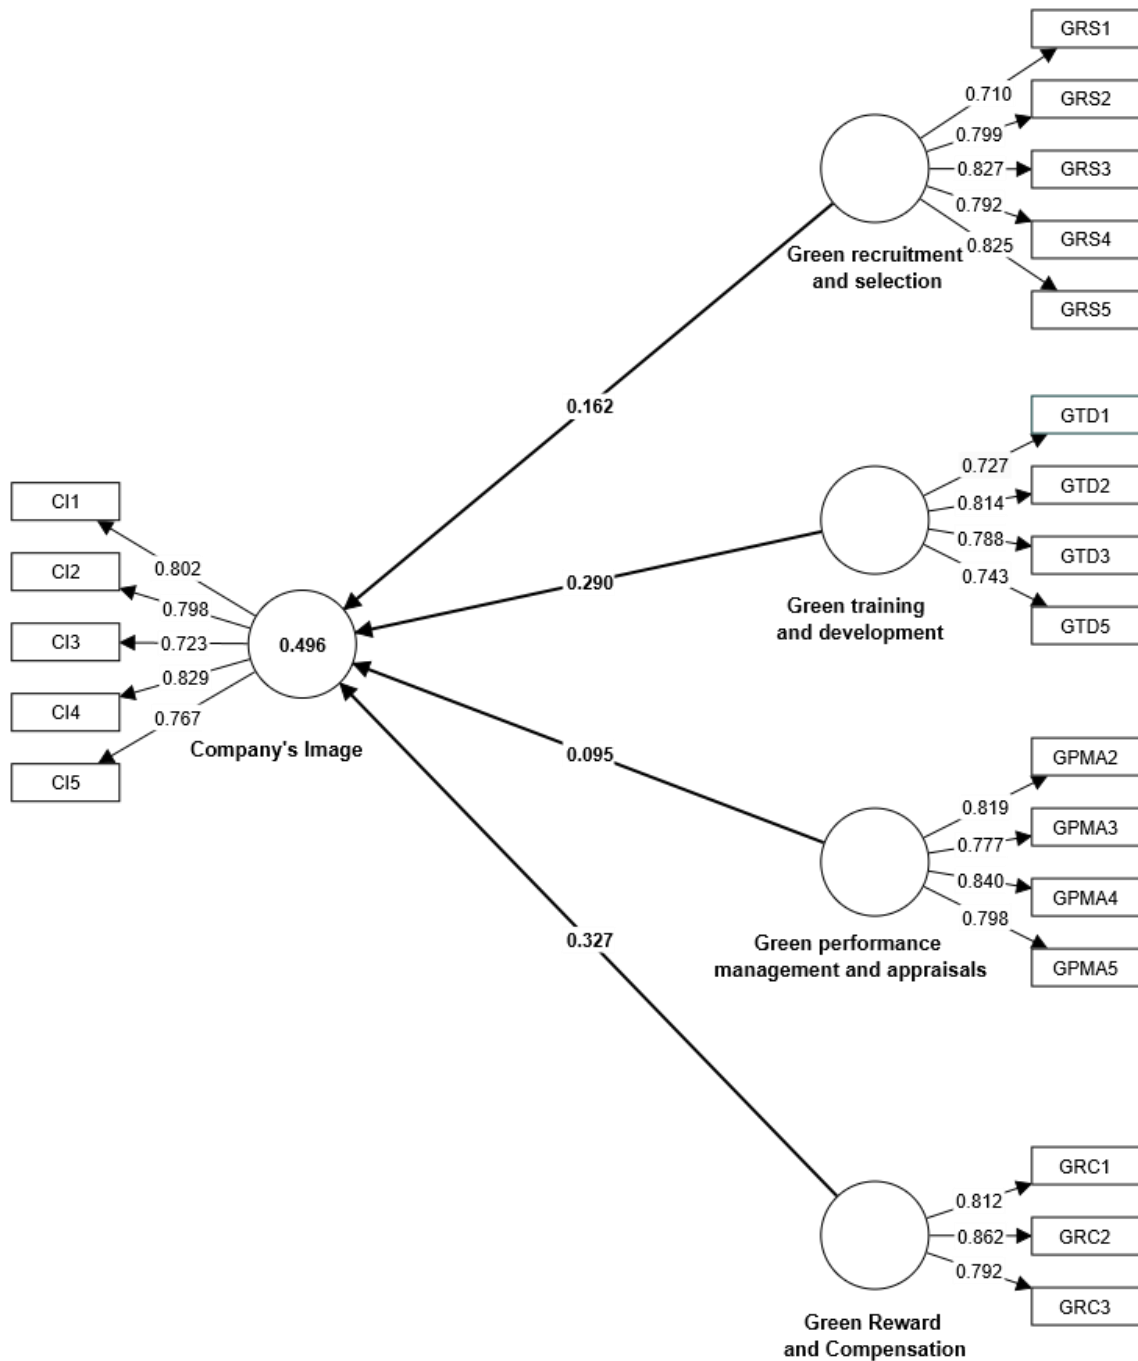 GRS1
0.710
GRS2
0.799
0.827
GRS3
0.792
GRS4
0.825
Green recruitment
and selection
GRS5
0.162
GTD1
0.727
GTD2
0.814
0.788
GTD3
0.743
Green training
and development
GTD5
0.290
CI1
0.802
CI2
0.798
CI3
0.723
0.496
0.829
CI4
0.767
Company's Image
CI5
0.095
GPMA2
0.819
GPMA3
0.777
0.840
GPMA4
0.798
Green performance
management and appraisals
GPMA5
0.327
GRC1
0.812
0.862
GRC2
0.792
GRC3
Green Reward
and Compensation